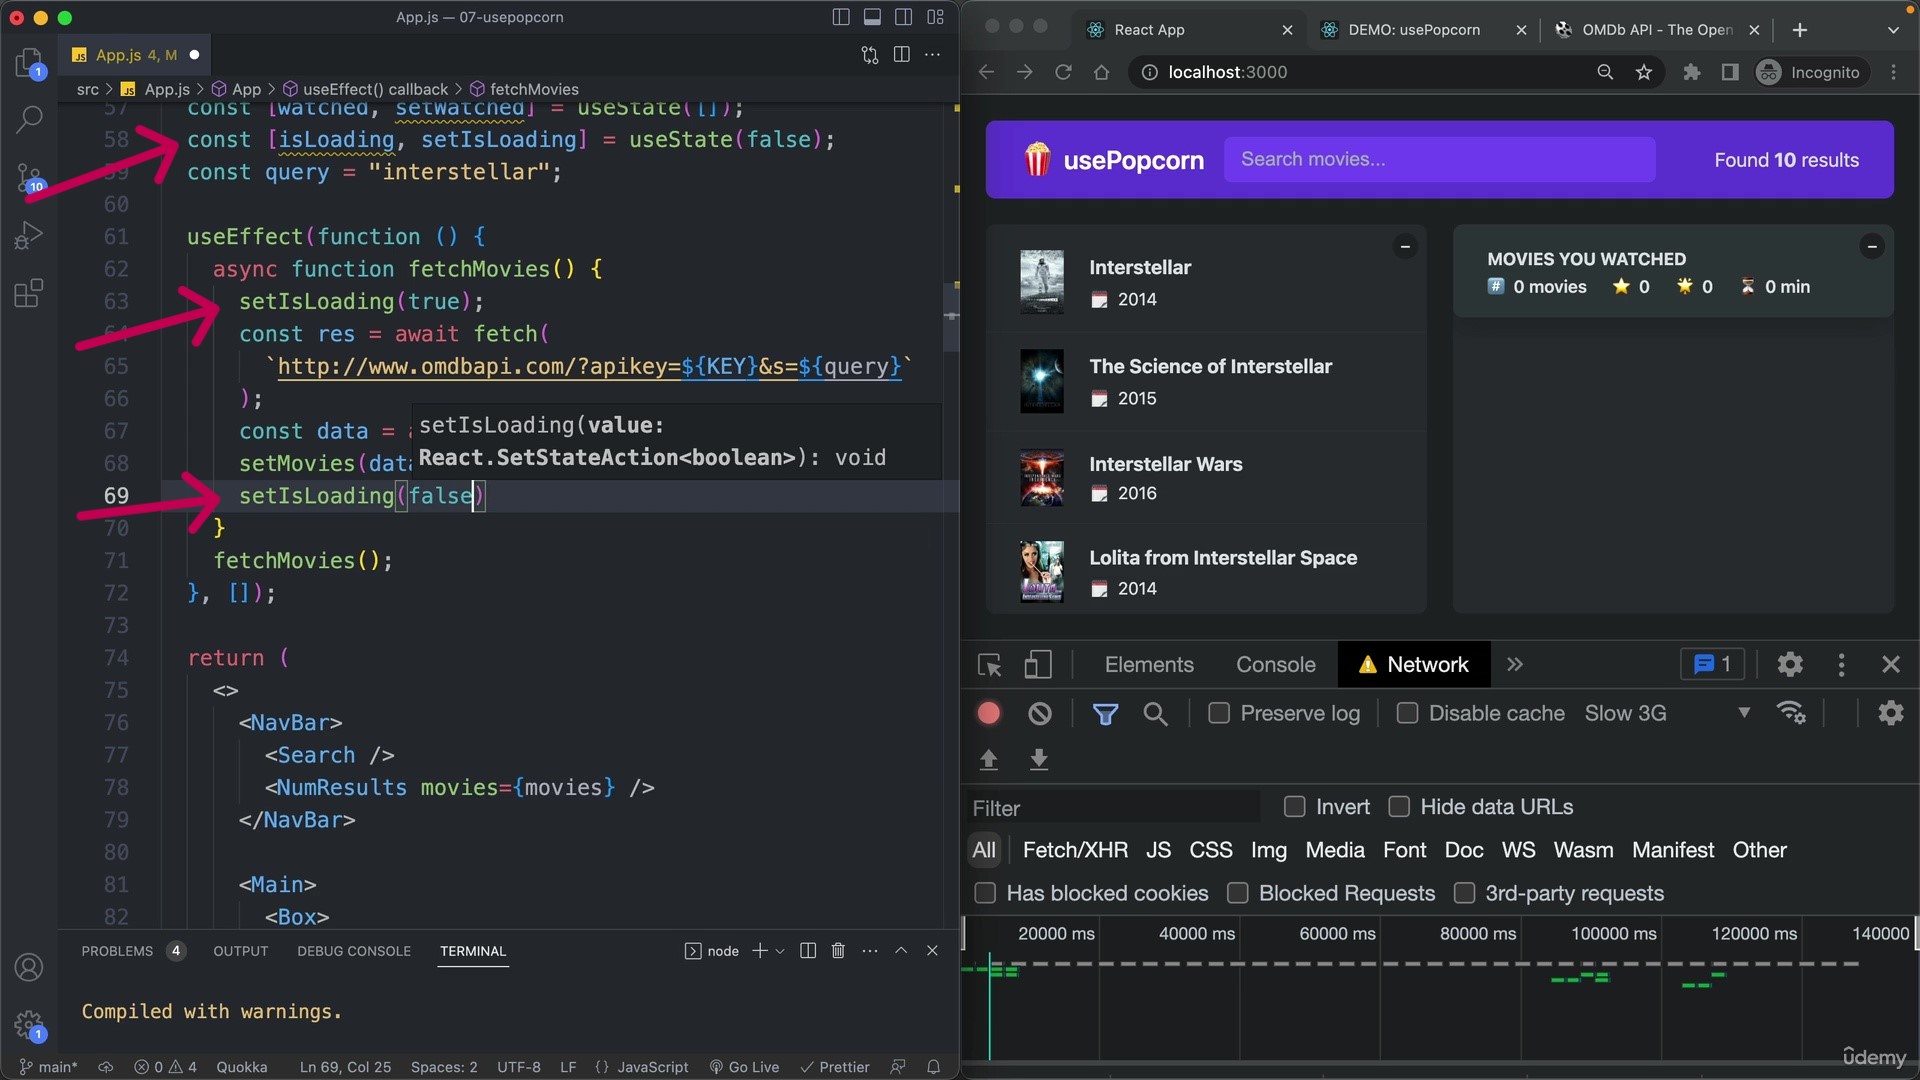 App.js — 07-usepopcorn
App.js 4, M
src > App.js > App > useEffect() callback > fetchMovies
57 const [watched, setWatched] = useState([]);
58 const [isLoading, setIsLoading] = useState(false);
const query = "interstellar";
60
61 useEffect(function () {
62 async function fetchMovies() {
63 setIsLoading(true);
64 const res = await fetch(
65 `http://www.omdbapi.com/?apikey=${KEY}&s=${query}`
66 );
67 const data =
68 setMovies(data
setIsLoading(value:
React.SetStateAction<boolean>): void
69 setIsLoading(false)
70 }
71 fetchMovies();
72 }, []);
73
74 return (
75 <>
76 <NavBar>
77 <Search />
78 <NumResults movies={movies} />
79 </NavBar>
80
81 <Main>
82 <Box>
1
10
1
PROBLEMS 4 OUTPUT DEBUG CONSOLE TERMINAL node
Compiled with warnings.
main* 0 4 Quokka Ln 69, Col 25 Spaces: 2 UTF-8 LF {} JavaScript Go Live Prettier
React App
DEMO: usePopcorn
OMDb API - The Open
localhost:3000
Incognito
usePopcorn
Search movies...
Found 10 results
Interstellar
2014
The Science of Interstellar
2015
Interstellar Wars
2016
Lolita from Interstellar Space
2014
MOVIES YOU WATCHED
# 0 movies 0 0 0 min
Elements Console Network 1
Preserve log Disable cache Slow 3G
Filter Invert Hide data URLs
All Fetch/XHR JS CSS Img Media Font Doc WS Wasm Manifest Other
Has blocked cookies Blocked Requests 3rd-party requests
20000 ms 40000 ms 60000 ms 80000 ms 100000 ms 120000 ms 140000
udemy